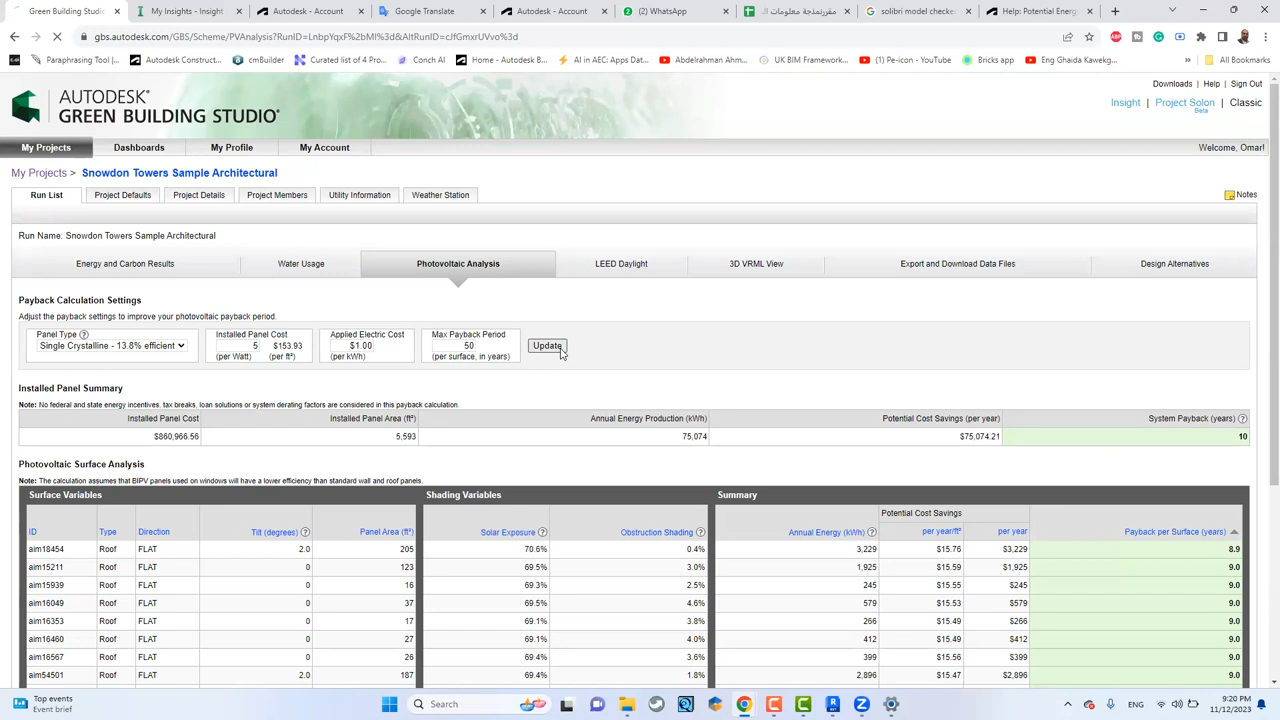 Green Building Studio
My Insights - Insight
Autodesk - Account
Google Translate
Autodesk - Account
(2) WhatsApp
مقررنمذجة معلومات الـ
solibri model checker
Help: Potential Energ
gbs.autodesk.com/GBS/Scheme/PVAnalysis?RunID=LnbpYqxF%2bMI%3d&AltRunID=cJfGmxrUVvo%3d
Paraphrasing Tool |...
Autodesk Construct...
cmBuilder
Curated list of 4 Pro...
Conch AI
Home - Autodesk B...
AI in AEC: Apps Dat...
Abdelrahman Ahm...
UK BIM Framework...
(1) Pe-icon - YouTube
Bricks app
Eng Ghaida Kawekg...
»
All Bookmarks
Downloads | Help | Sign Out
AUTODESK®
GREEN BUILDING STUDIO®
Insight | Project Solon | Classic
Beta
My Projects
Dashboards
My Profile
My Account
Welcome, Omar!
My Projects > Snowdon Towers Sample Architectural
Run List
Project Defaults
Project Details
Project Members
Utility Information
Weather Station
Notes
Run Name: Snowdon Towers Sample Architectural
Energy and Carbon Results
Water Usage
Photovoltaic Analysis
LEED Daylight
3D VRML View
Export and Download Data Files
Design Alternatives
Payback Calculation Settings
Adjust the payback settings to improve your photovoltaic payback period.
Panel Type ?
Installed Panel Cost
Applied Electric Cost
Max Payback Period
Single Crystalline - 13.8% efficient
5 $153.93
$1.00
50
Update
(per Watt) (per ft²)
(per kWh)
(per surface, in years)
Installed Panel Summary
Note: No federal and state energy incentives, tax breaks, loan solutions or system derating factors are considered in this payback calculation.
Installed Panel Cost Installed Panel Area (ft²) Annual Energy Production (kWh) Potential Cost Savings (per year) System Payback (years) ?
$860,966.56 5,593 75,074 $75,074.21 10
Photovoltaic Surface Analysis
Note: The calculation assumes that BIPV panels used on windows will have a lower efficiency than standard wall and roof panels.
Surface Variables Shading Variables Summary
Potential Cost Savings
ID Type Direction Tilt (degrees) ? Panel Area (ft²) Solar Exposure ? Obstruction Shading ? Annual Energy (kWh) ? per year/ft² per year Payback per Surface (years)
aim18454 Roof FLAT 2.0 205 70.6% 0.4% 3,229 $15.76 $3,229 8.9
aim15211 Roof FLAT 0 123 69.5% 3.0% 1,925 $15.59 $1,925 9.0
aim15939 Roof FLAT 0 16 69.3% 2.5% 245 $15.55 $245 9.0
aim16049 Roof FLAT 0 37 69.5% 4.6% 579 $15.53 $579 9.0
aim16353 Roof FLAT 0 17 69.1% 3.8% 266 $15.49 $266 9.0
aim16460 Roof FLAT 0 27 69.1% 4.0% 412 $15.49 $412 9.0
aim16567 Roof FLAT 0 26 69.4% 3.6% 399 $15.56 $399 9.0
aim54501 Roof FLAT 2.0 187 69.4% 1.8% 2,896 $15.47 $2,896 9.0
Top events
Event brief
Search
ENG
9:20 PM
11/12/2023